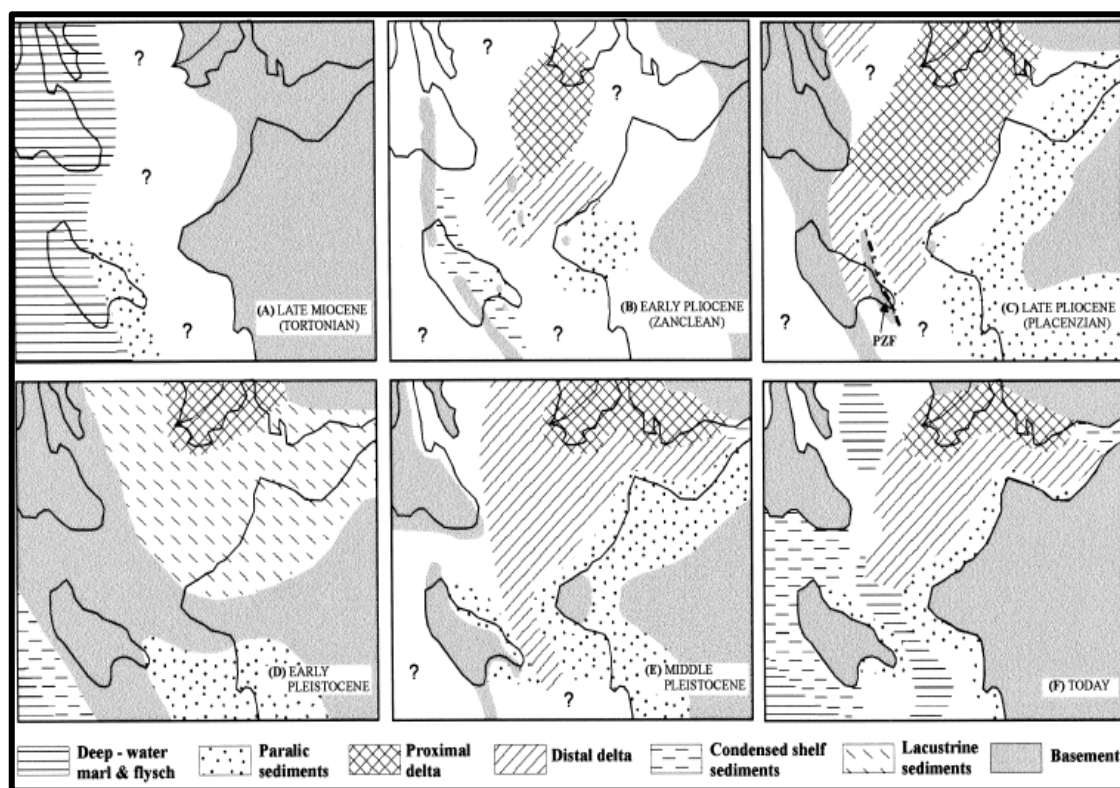 ?
?
?
(A) LATE MIOCENE
(TORTONIAN)
?
?
?
?
(B) EARLY PLIOCENE
(ZANCLEAN)
?
?
?
PZF
(C) LATE PLIOCENE
(PLACENZIAN)
(D) EARLY
PLEISTOCENE
?
?
(E) MIDDLE
PLEISTOCENE
(F) TODAY
Deep - water
marl & flysch
Paralic
sediments
Proximal
delta
Distal delta
Condensed shelf
sediments
Lacustrine
sediments
Basement